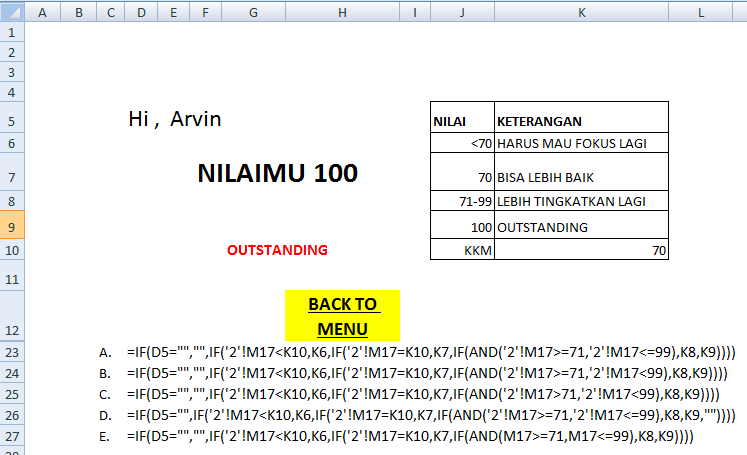 A B C D E F G H I J K L
1
2
3
4
5 Hi , Arvin NILAI KETERANGAN
6 <70 HARUS MAU FOKUS LAGI
7 NILAIMU 100 70 BISA LEBIH BAIK
8 71-99 LEBIH TINGKATKAN LAGI
9 100 OUTSTANDING
10 OUTSTANDING KKM 70
11
BACK TO
12 MENU
23 A. =IF(D5="","",IF('2'!M17<K10,K6,IF('2'!M17=K10,K7,IF(AND('2'!M17>=71,'2'!M17<=99),K8,K9))))
24 B. =IF(D5="","",IF('2'!M17<K10,K6,IF('2'!M17=K10,K7,IF(AND('2'!M17>=71,'2'!M17<99),K8,K9))))
25 C. =IF(D5="","",IF('2'!M17<K10,K6,IF('2'!M17=K10,K7,IF(AND('2'!M17>71,'2'!M17<99),K8,K9))))
26 D. =IF(D5="",IF('2'!M17<K10,K6,IF('2'!M17=K10,K7,IF(AND('2'!M17>=71,'2'!M17<=99),K8,K9,""))))
27 E. =IF(D5="","",IF('2'!M17<K10,K6,IF('2'!M17=K10,K7,IF(AND(M17>=71,M17<=99),K8,K9))))